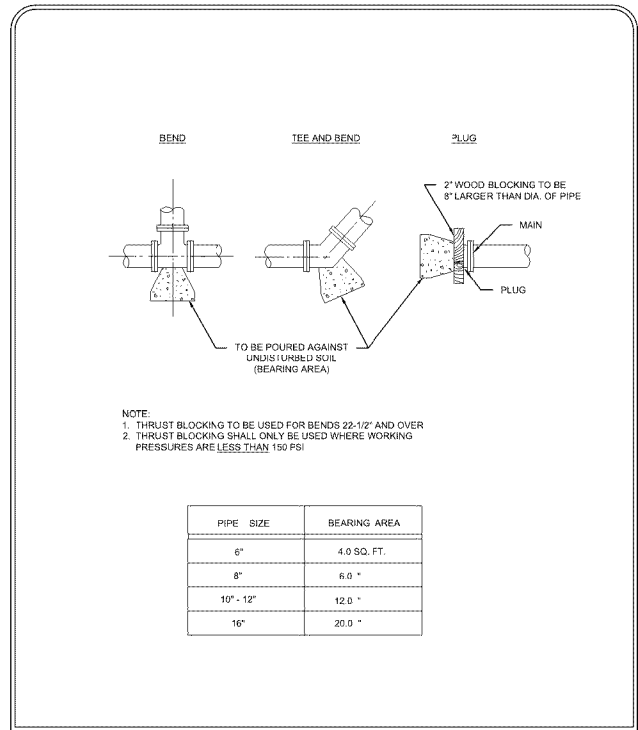 BEND
TEE AND BEND
PLUG
2" WOOD BLOCKING TO BE
8" LARGER THAN DIA. OF PIPE
MAIN
PLUG
TO BE POURED AGAINST
UNDISTURBED SOIL
(BEARING AREA)
NOTE:
1. THRUST BLOCKING TO BE USED FOR BENDS 22-1/2° AND OVER
2. THRUST BLOCKING SHALL ONLY BE USED WHERE WORKING
PRESSURES ARE LESS THAN 150 PSI
PIPE SIZE BEARING AREA
6" 4.0 SQ. FT.
8" 6.0 "
10" - 12" 12.0 "
16" 20.0 "